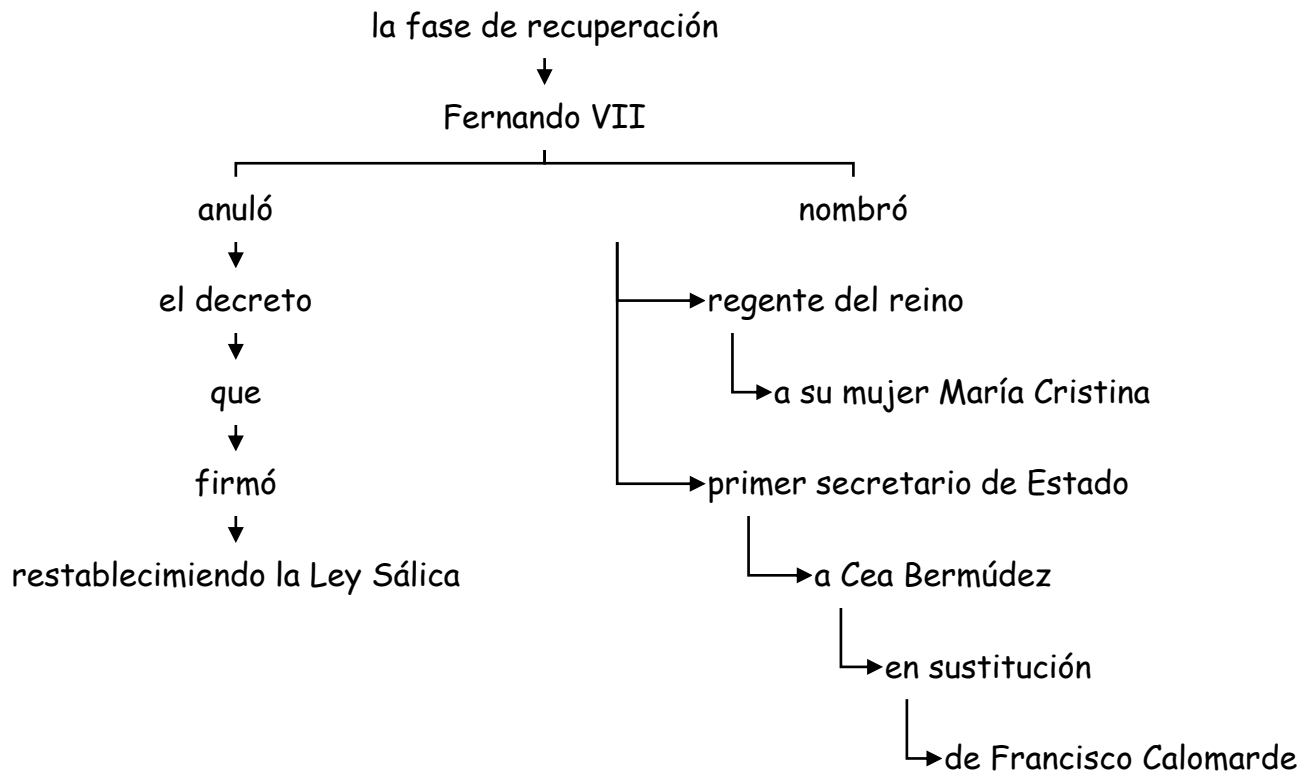 la fase de recuperación
Fernando VII
anuló
nombró
el decreto
regente del reino
que
a su mujer María Cristina
firmó
primer secretario de Estado
restablecimiendo la Ley Sálica
a Cea Bermúdez
en sustitución
de Francisco Calomarde